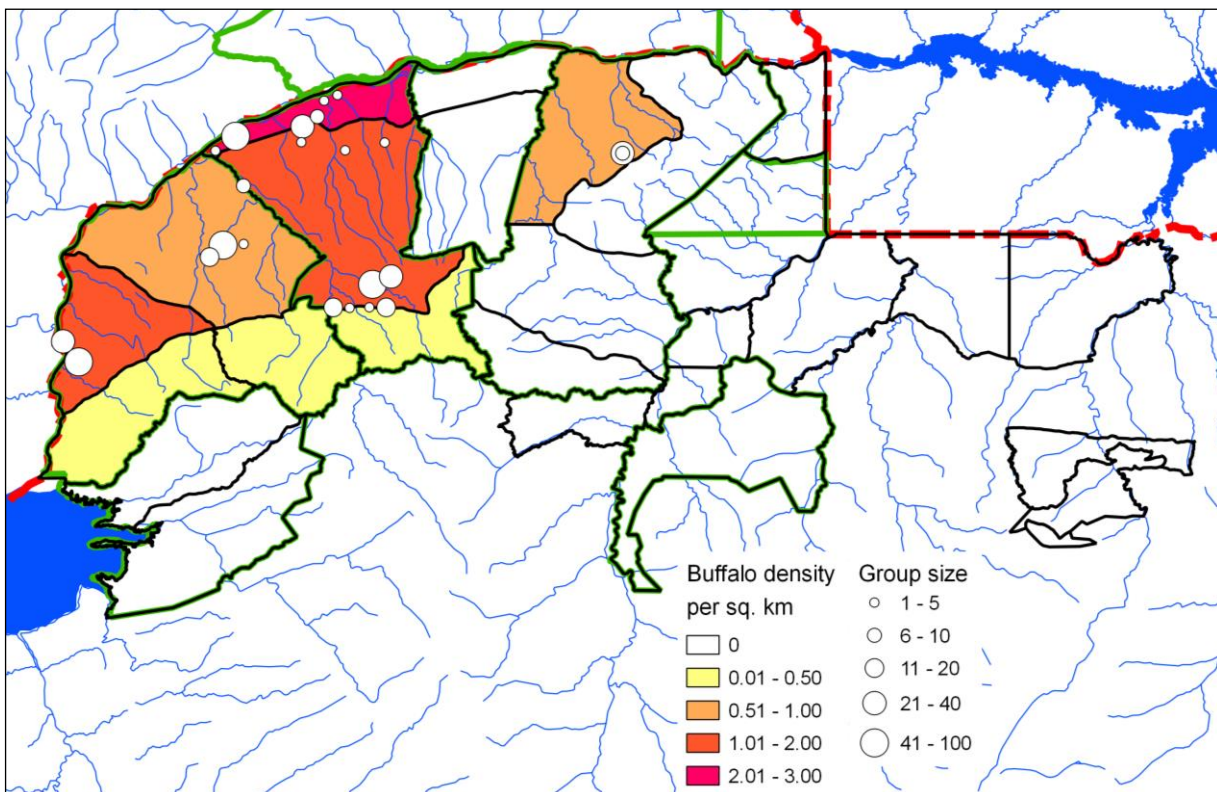 Buffalo density
per sq. km
0
0.01 - 0.50
0.51 - 1.00
1.01 - 2.00
2.01 - 3.00
Group size
1 - 5
6 - 10
11 - 20
21 - 40
41 - 100